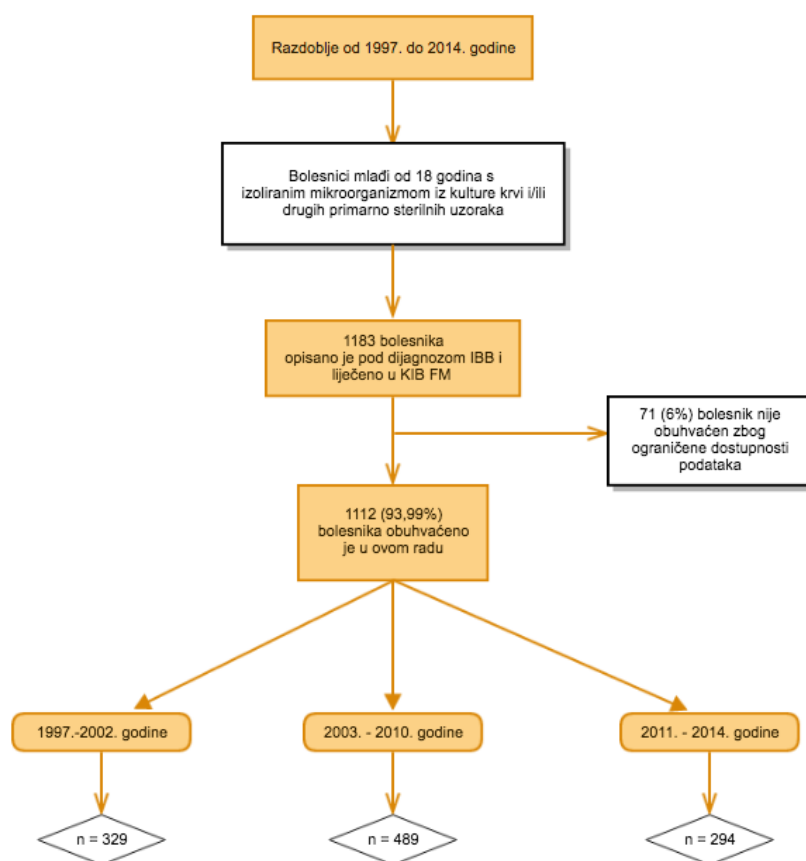 Razdoblje od 1997. do 2014. godine
Bolesnici mlađi od 18 godina s
izoliranim mikroorganizmom iz kulture krvi i/ili
drugih primarno sterilnih uzoraka
1183 bolesnika
opisano je pod dijagnozom IBB i
liječeno u KIB FM
71 (6%) bolesnik nije
obuhvaćen zbog
ograničene dostupnosti
podataka
1112 (93,99%)
bolesnika obuhvaćeno
je u ovom radu
1997.-2002. godine
2003. - 2010. godine
2011. - 2014. godine
n = 329
n = 489
n = 294